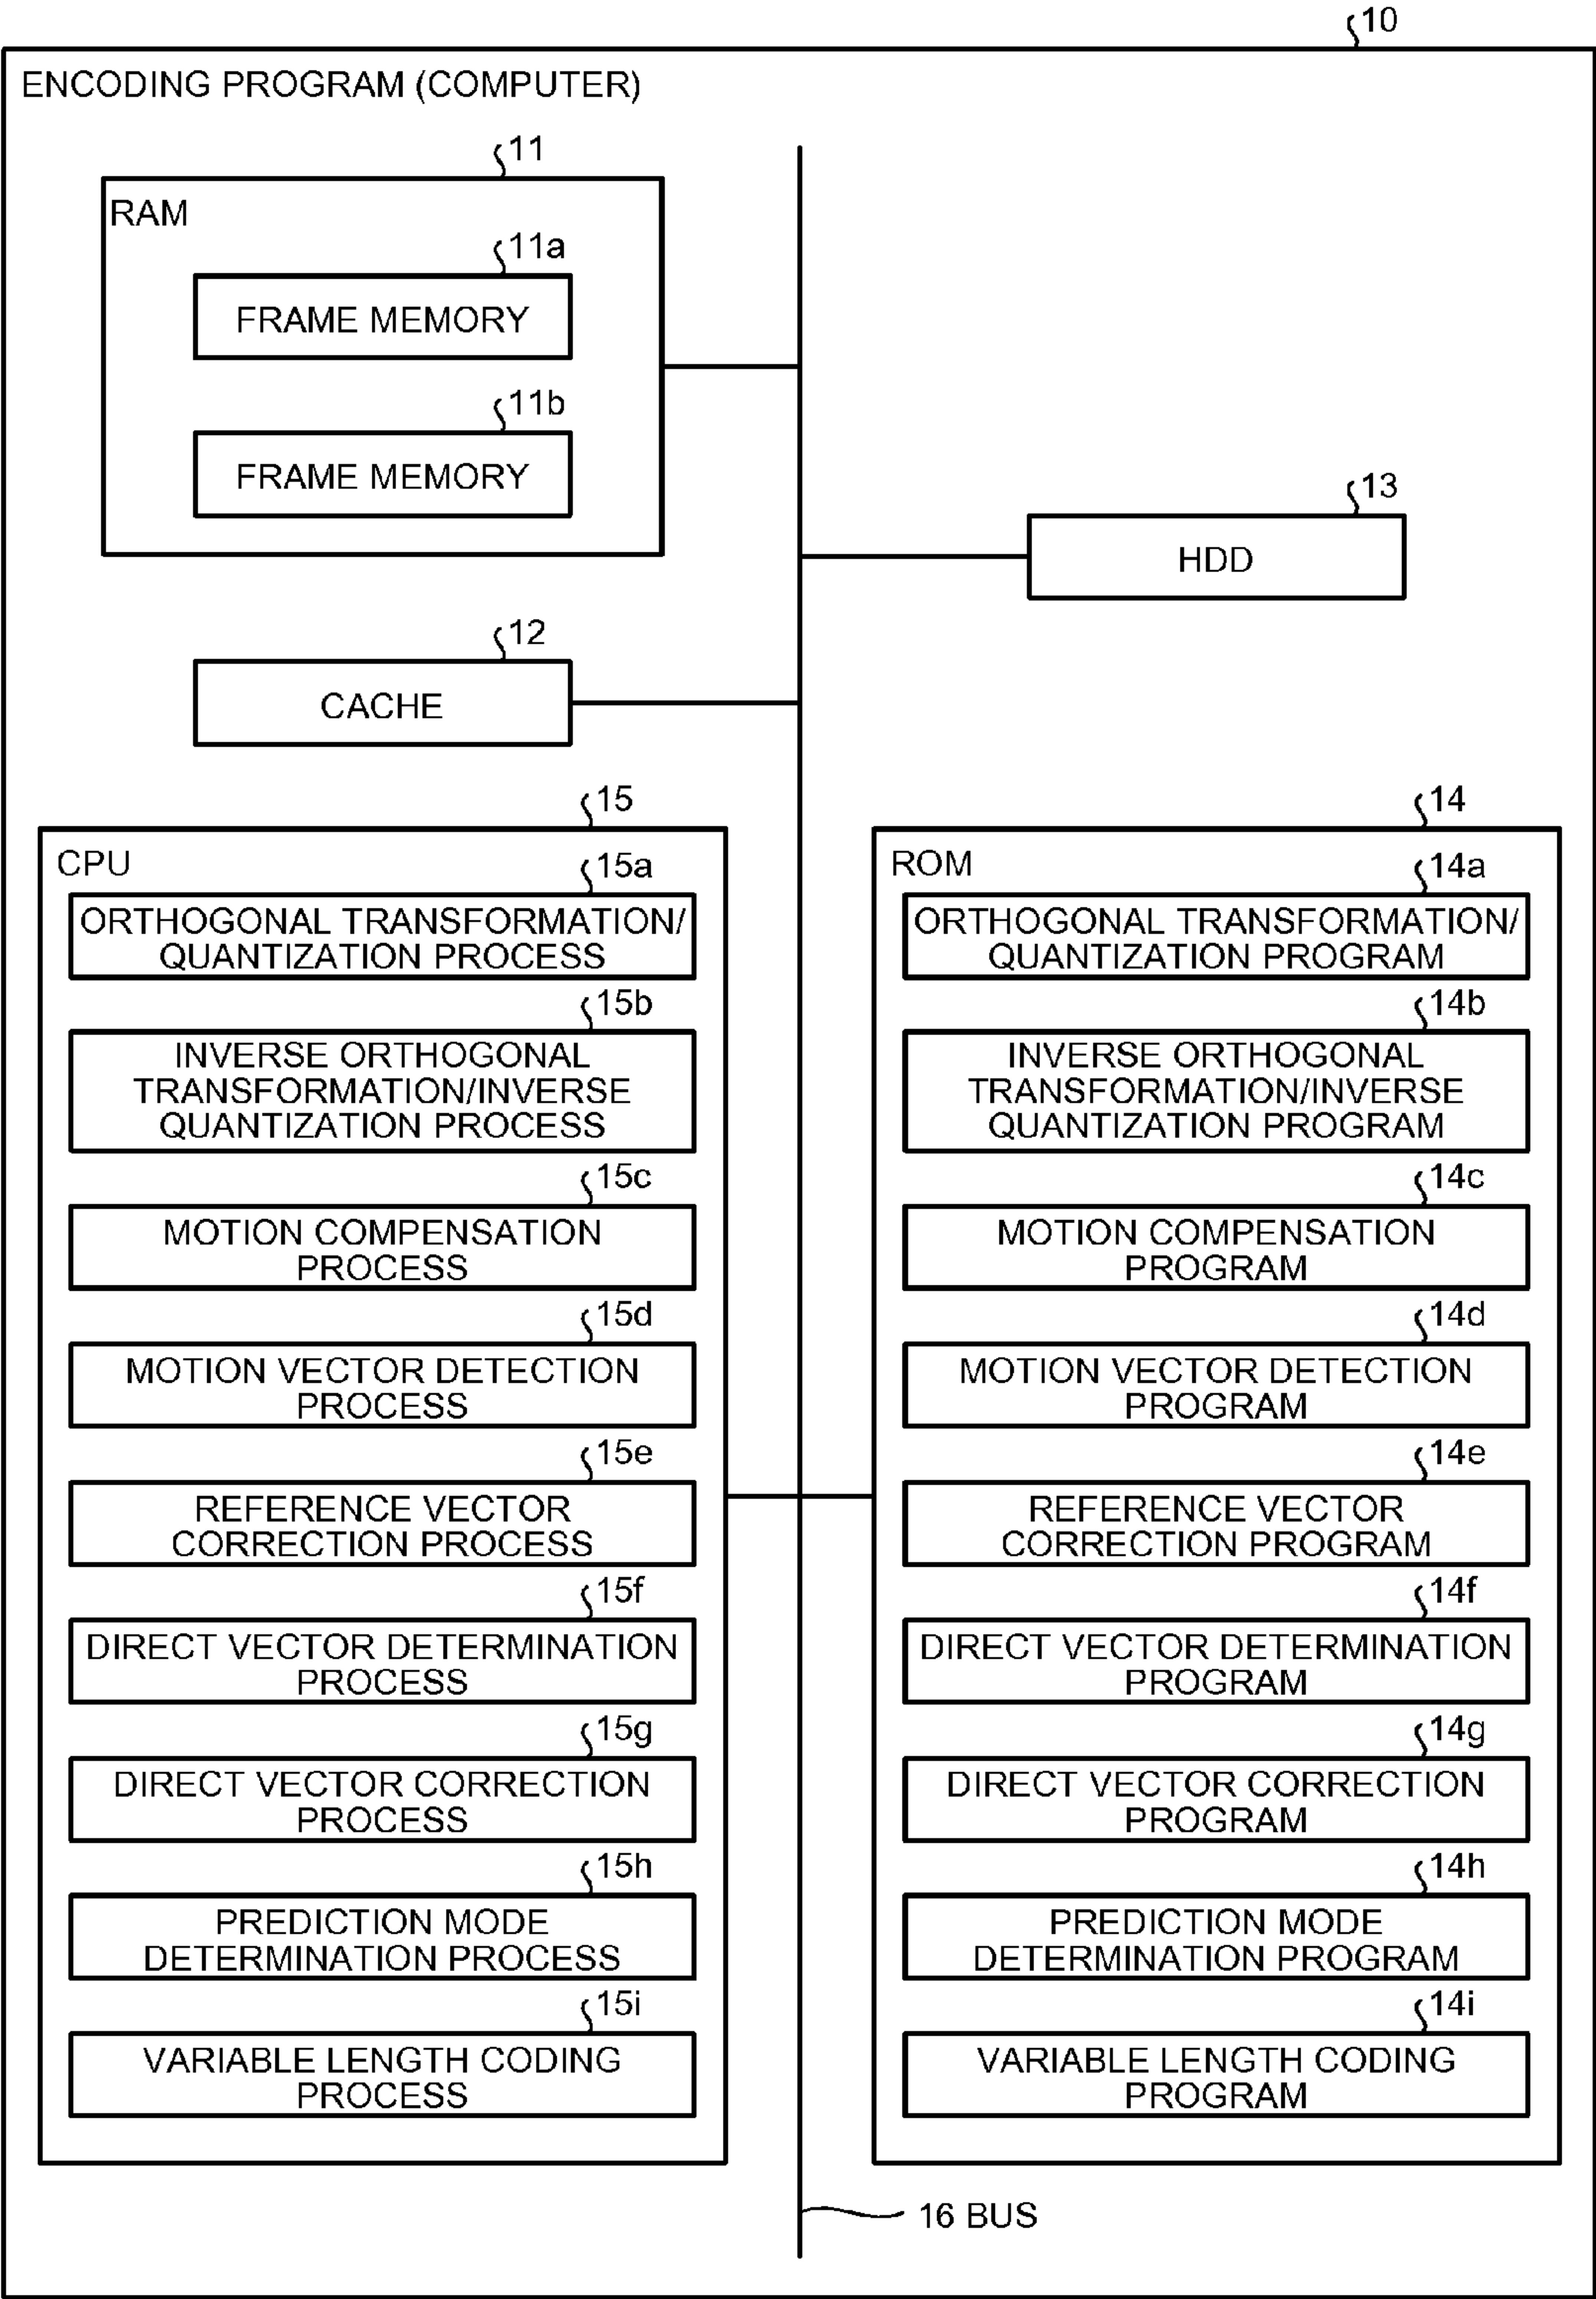 10
ENCODING PROGRAM (COMPUTER)
11
RAM
11a
FRAME MEMORY
11b
FRAME MEMORY
13
HDD
12
CACHE
15
CPU
15a
ORTHOGONAL TRANSFORMATION/
QUANTIZATION PROCESS
15b
INVERSE ORTHOGONAL
TRANSFORMATION/INVERSE
QUANTIZATION PROCESS
15c
MOTION COMPENSATION
PROCESS
15d
MOTION VECTOR DETECTION
PROCESS
15e
REFERENCE VECTOR
CORRECTION PROCESS
15f
DIRECT VECTOR DETERMINATION
PROCESS
15g
DIRECT VECTOR CORRECTION
PROCESS
15h
PREDICTION MODE
DETERMINATION PROCESS
15i
VARIABLE LENGTH CODING
PROCESS
14
ROM
14a
ORTHOGONAL TRANSFORMATION/
QUANTIZATION PROGRAM
14b
INVERSE ORTHOGONAL
TRANSFORMATION/INVERSE
QUANTIZATION PROGRAM
14c
MOTION COMPENSATION
PROGRAM
14d
MOTION VECTOR DETECTION
PROGRAM
14e
REFERENCE VECTOR
CORRECTION PROGRAM
14f
DIRECT VECTOR DETERMINATION
PROGRAM
14g
DIRECT VECTOR CORRECTION
PROGRAM
14h
PREDICTION MODE
DETERMINATION PROGRAM
14i
VARIABLE LENGTH CODING
PROGRAM
16 BUS